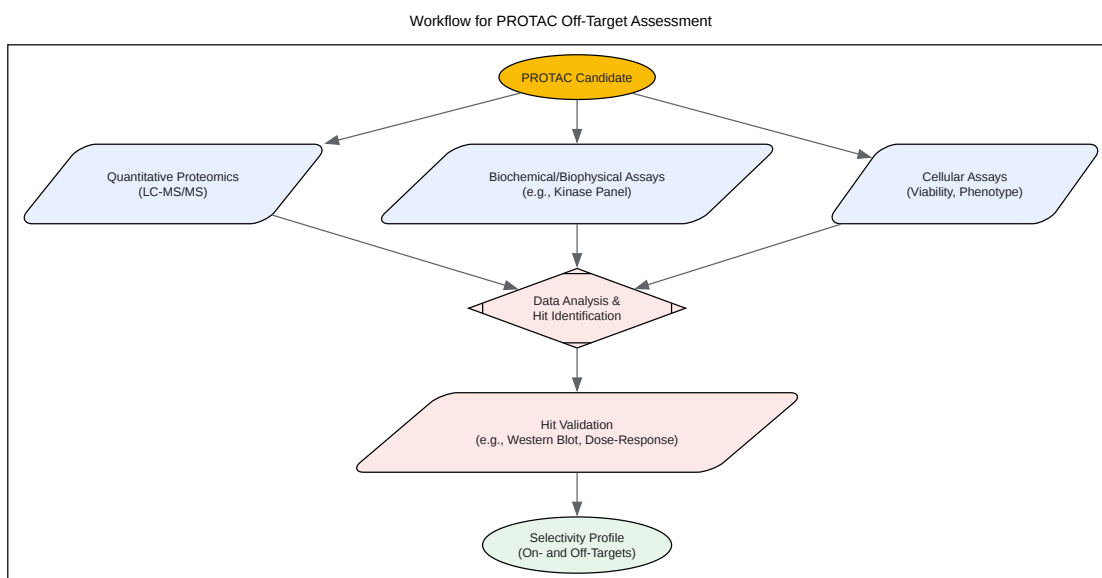 Workflow for PROTAC Off-Target Assessment
PROTAC Candidate
Quantitative Proteomics
(LC-MS/MS)
Biochemical/Biophysical Assays
(e.g., Kinase Panel)
Cellular Assays
(Viability, Phenotype)
Data Analysis &
Hit Identification
Hit Validation
(e.g., Western Blot, Dose-Response)
Selectivity Profile
(On- and Off-Targets)